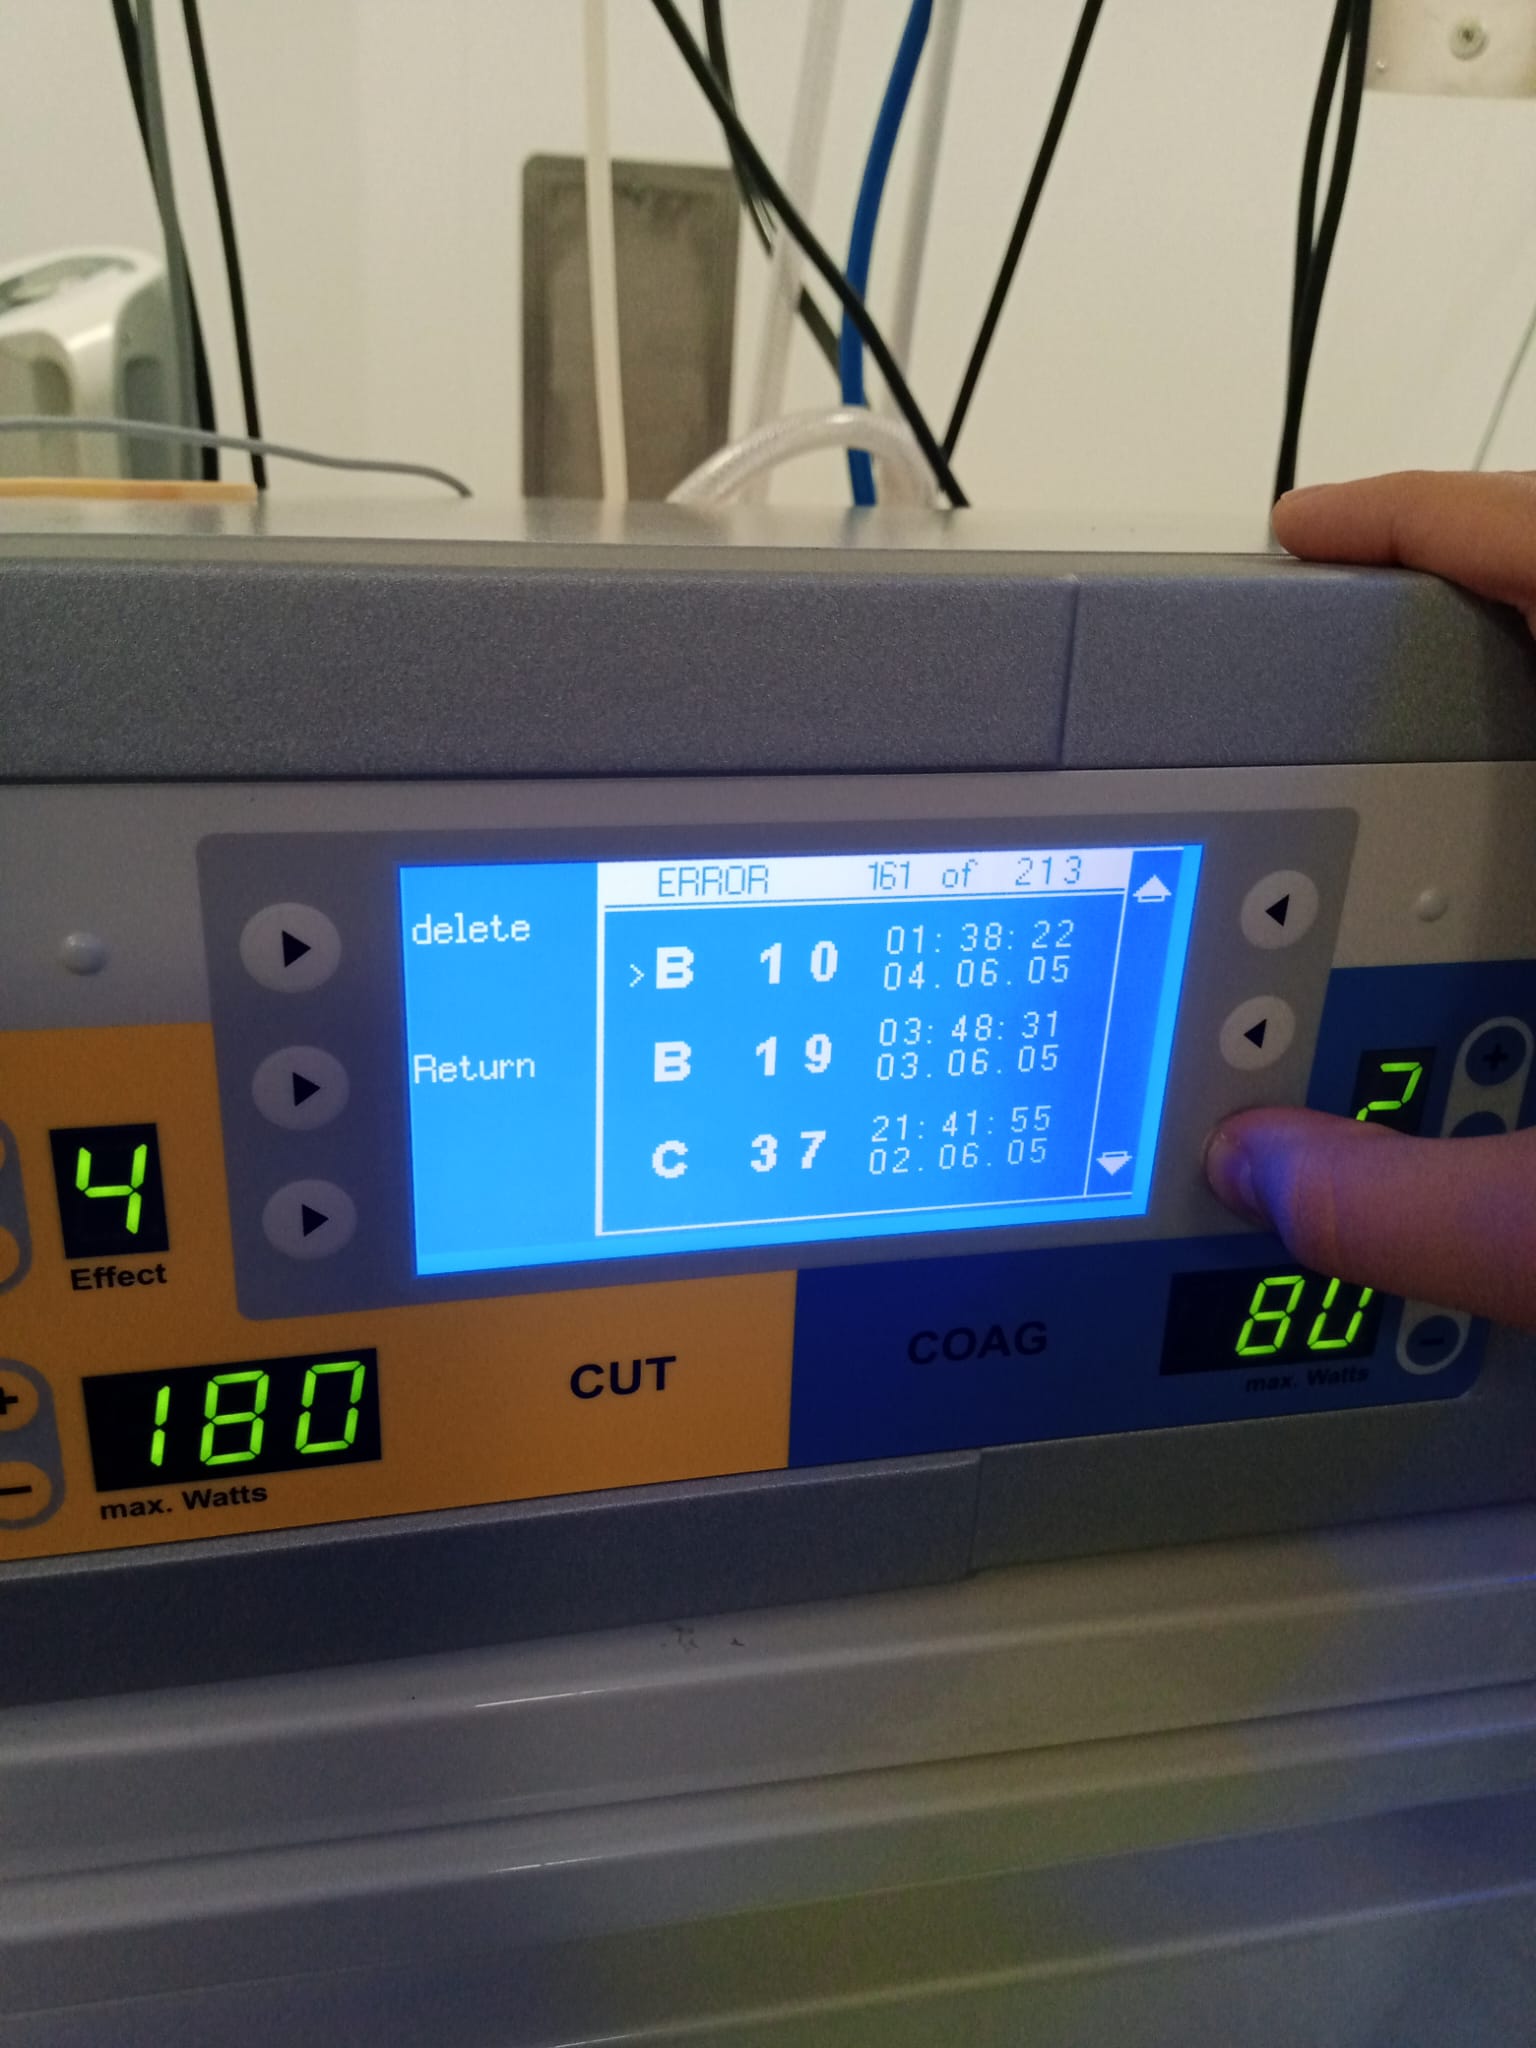 ERROR 161 of 213
delete
>B 10 01:38:22
04.06.05
B 19 03:48:31
03.06.05
Return
C 37 21:41:55
02.06.05
4
Effect
2
+
180
max. Watts
CUT
COAG
80
max. Watts
+
−
−